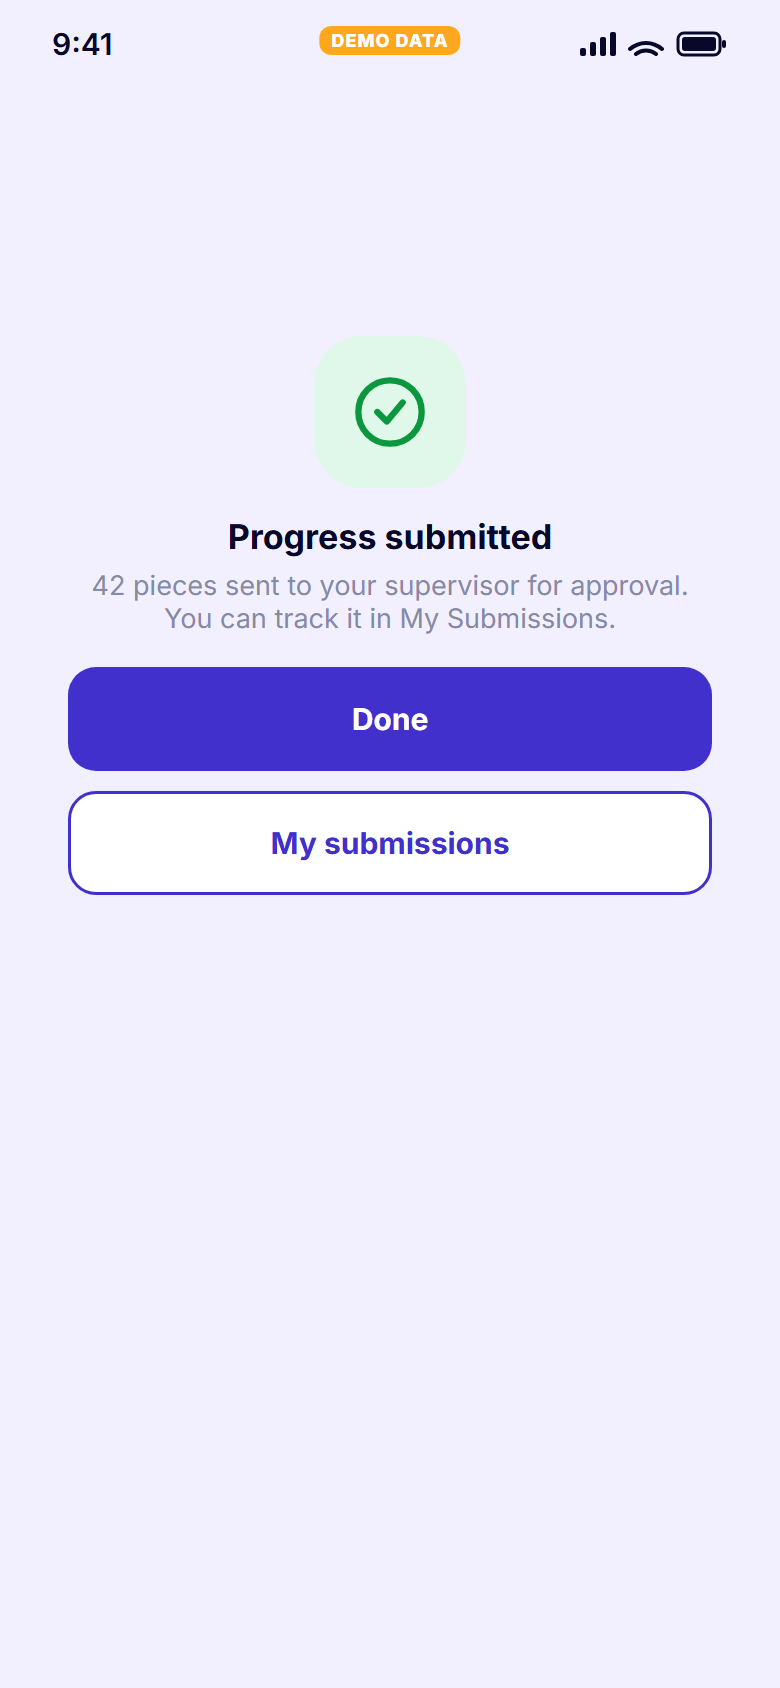 9:41
DEMO DATA
Progress submitted
42 pieces sent to your supervisor for approval.
You can track it in My Submissions.
Done
My submissions